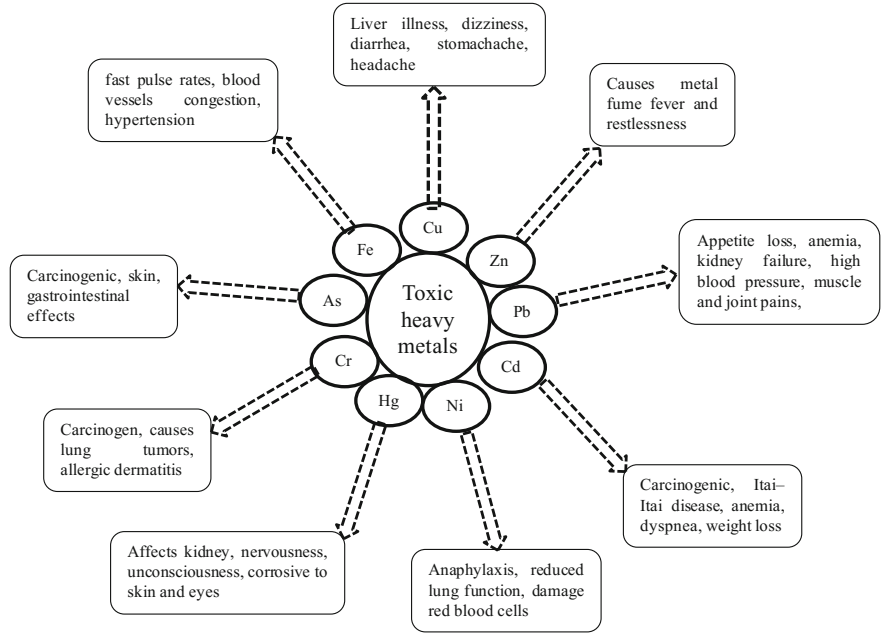 Liver illness, dizziness,
diarrhea, stomachache,
headache
fast pulse rates, blood
vessels congestion,
hypertension
Causes metal
fume fever and
restlessness
Cu
Fe
Zn
Appetite loss, anemia,
kidney failure, high
blood pressure, muscle
and joint pains,
Carcinogenic, skin,
gastrointestinal
effects
As
Toxic
heavy
metals
Pb
Cr
Cd
Hg
Ni
Carcinogen, causes
lung tumors,
allergic dermatitis
Carcinogenic, Itai–
Itai disease, anemia,
dyspnea, weight loss
Affects kidney, nervousness,
unconsciousness, corrosive to
skin and eyes
Anaphylaxis, reduced
lung function, damage
red blood cells